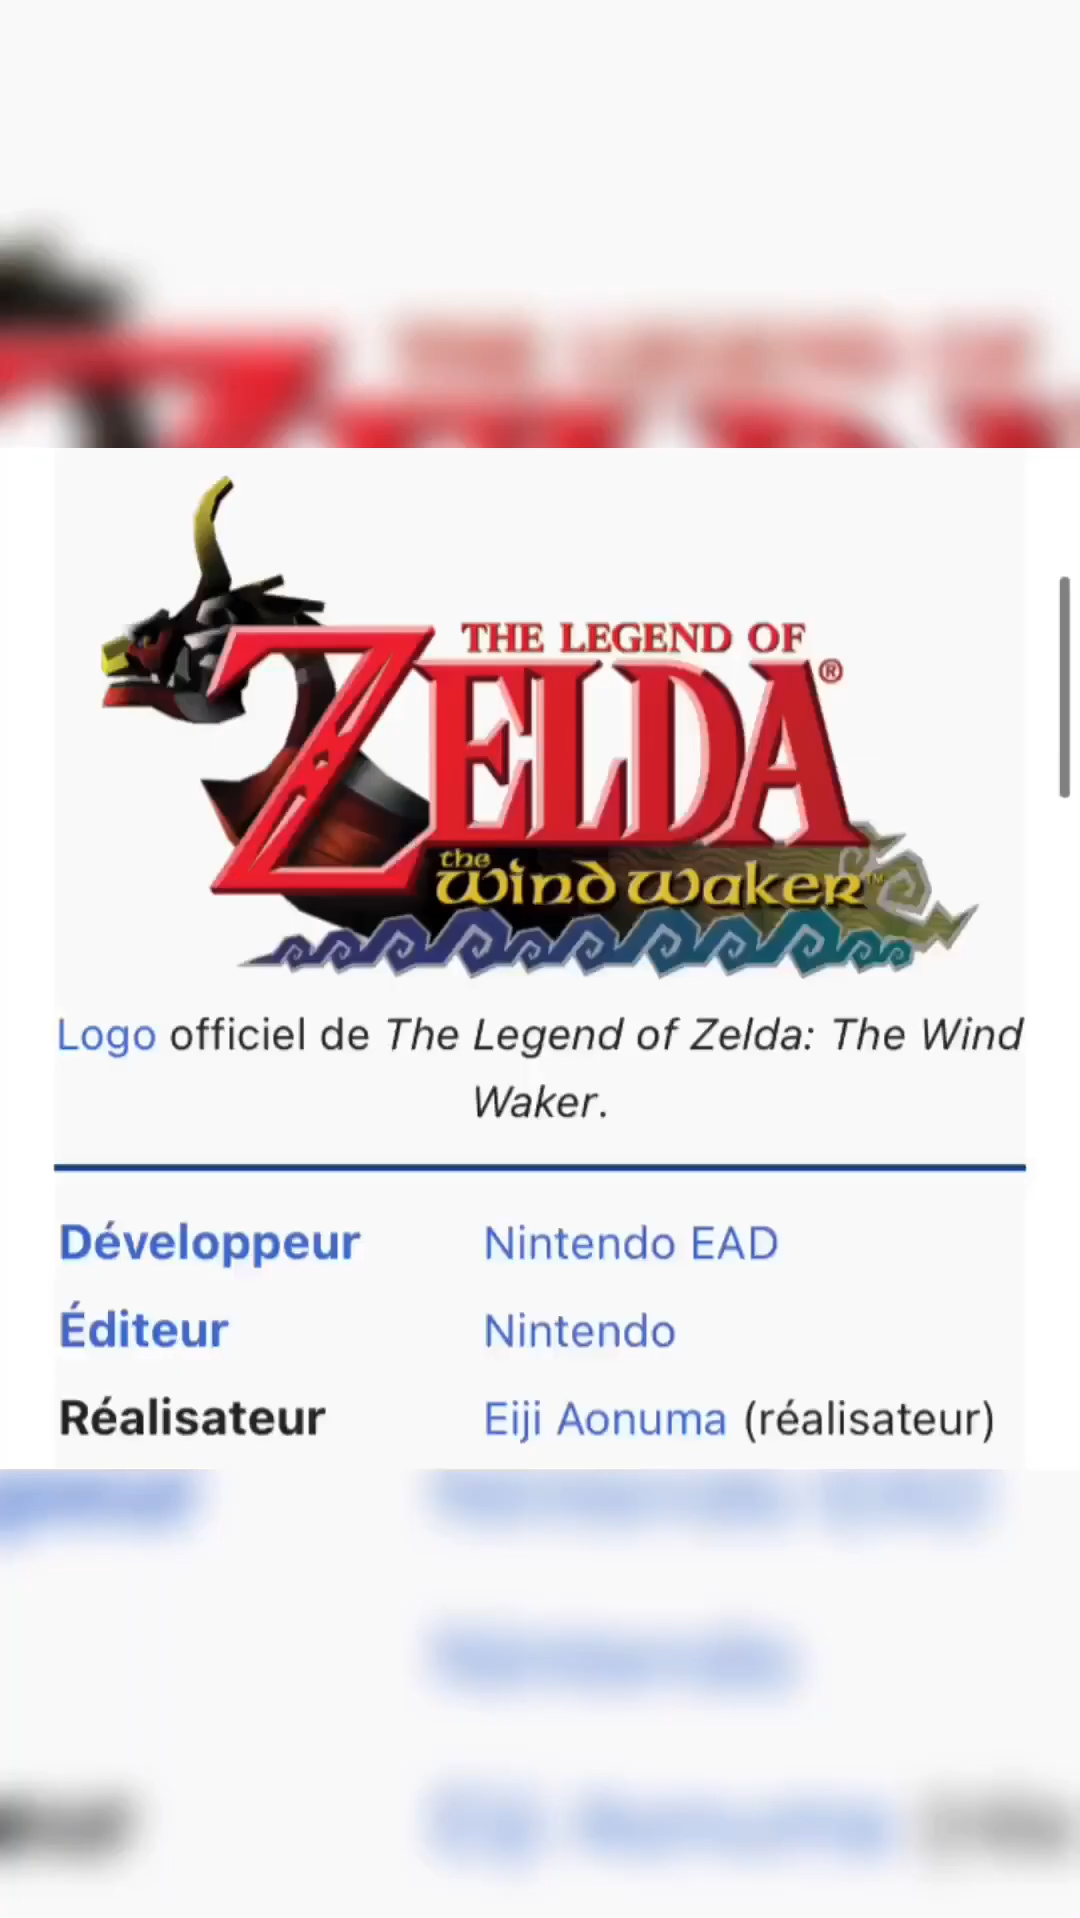 THE LEGEND OF
ZELDA®
the
wind waker™
Logo officiel de The Legend of Zelda: The Wind
Waker.
Développeur Nintendo EAD
Éditeur Nintendo
Réalisateur Eiji Aonuma (réalisateur)